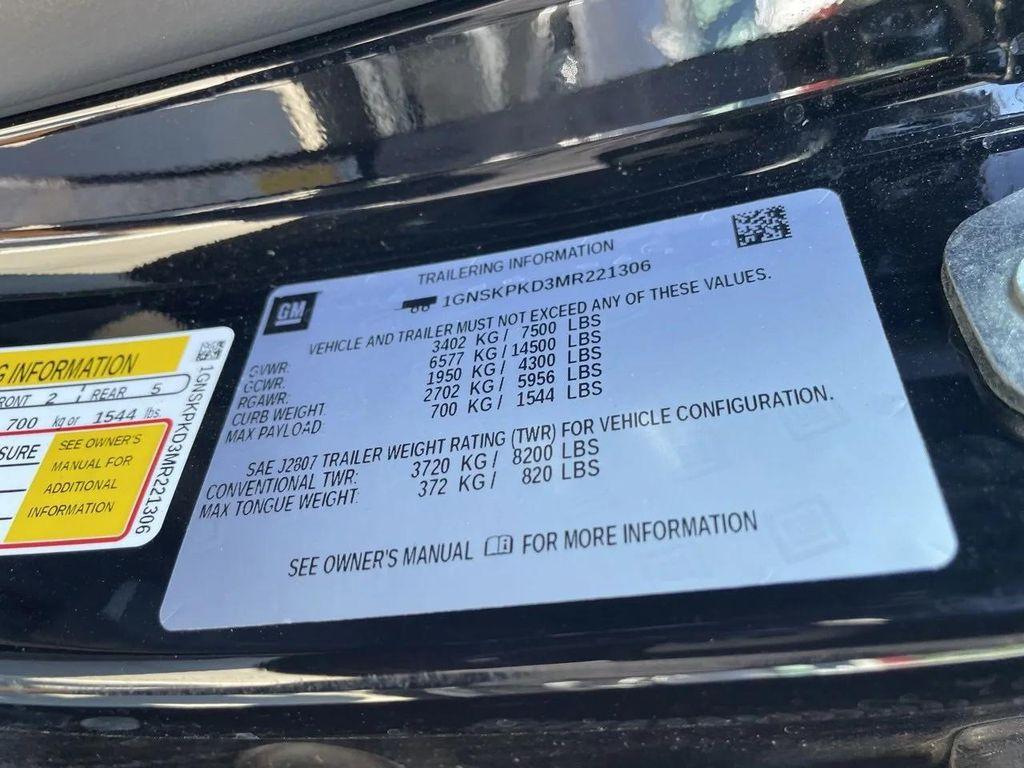 TRAILERING INFORMATION
GM
1GNSKPKD3MR221306
VEHICLE AND TRAILER MUST NOT EXCEED ANY OF THESE VALUES.
GVWR: 3402 KG / 7500 LBS
GCWR: 6577 KG / 14500 LBS
RGAWR: 1950 KG / 4300 LBS
CURB WEIGHT: 2702 KG / 5956 LBS
MAX PAYLOAD: 700 KG / 1544 LBS
SAE J2807 TRAILER WEIGHT RATING (TWR) FOR VEHICLE CONFIGURATION.
CONVENTIONAL TWR: 3720 KG / 8200 LBS
MAX TONGUE WEIGHT: 372 KG / 820 LBS
SEE OWNER'S MANUAL FOR MORE INFORMATION
G INFORMATION
RONT 2 REAR 5
700 kg or 1544 lbs.
SURE
SEE OWNER'S
MANUAL FOR
ADDITIONAL
INFORMATION
1GNSKPKD3MR221306